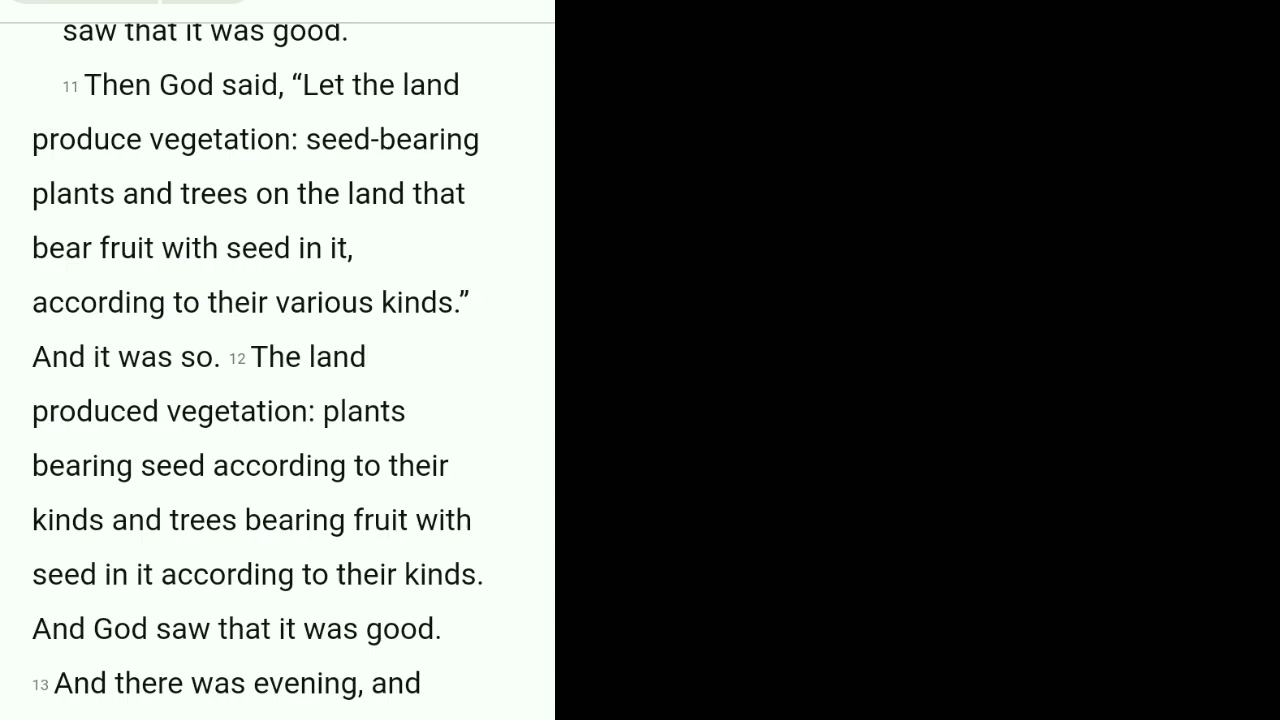 saw that it was good.
11 Then God said, “Let the land
produce vegetation: seed-bearing
plants and trees on the land that
bear fruit with seed in it,
according to their various kinds.”
And it was so. 12 The land
produced vegetation: plants
bearing seed according to their
kinds and trees bearing fruit with
seed in it according to their kinds.
And God saw that it was good.
13 And there was evening, and